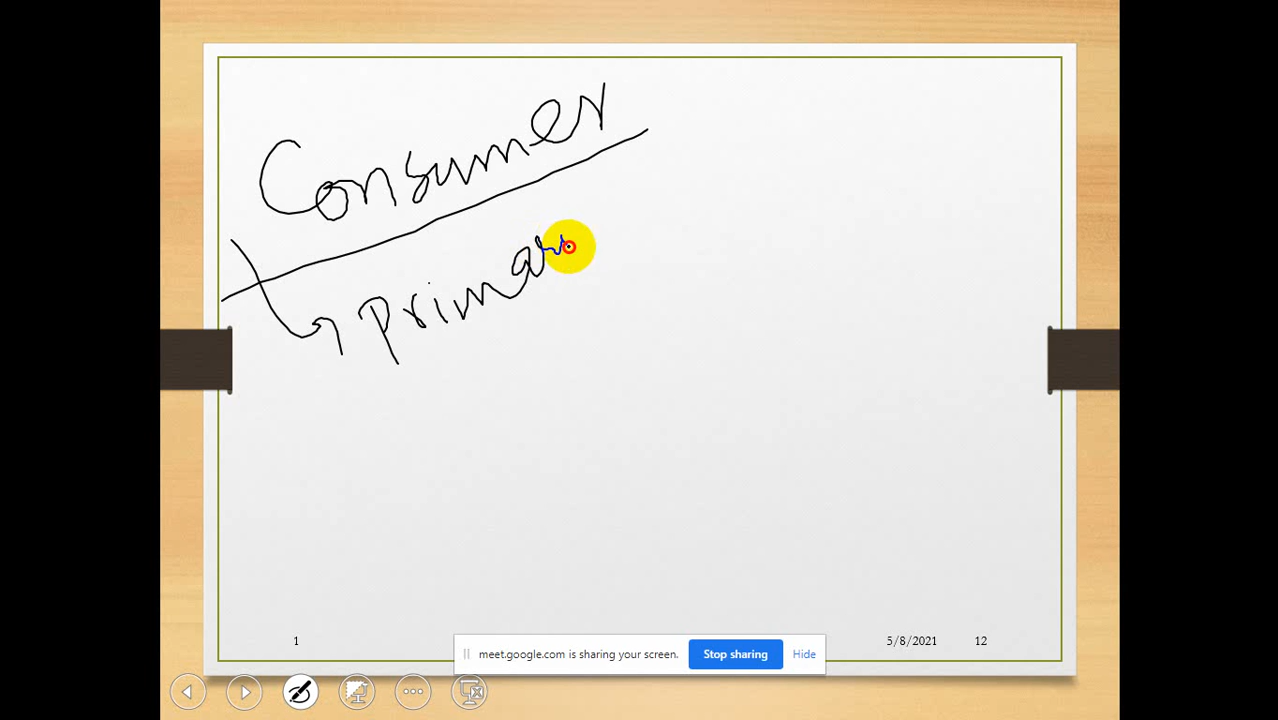 Consumer
Primar
1
5/8/2021
12
meet.google.com is sharing your screen.
Stop sharing
Hide